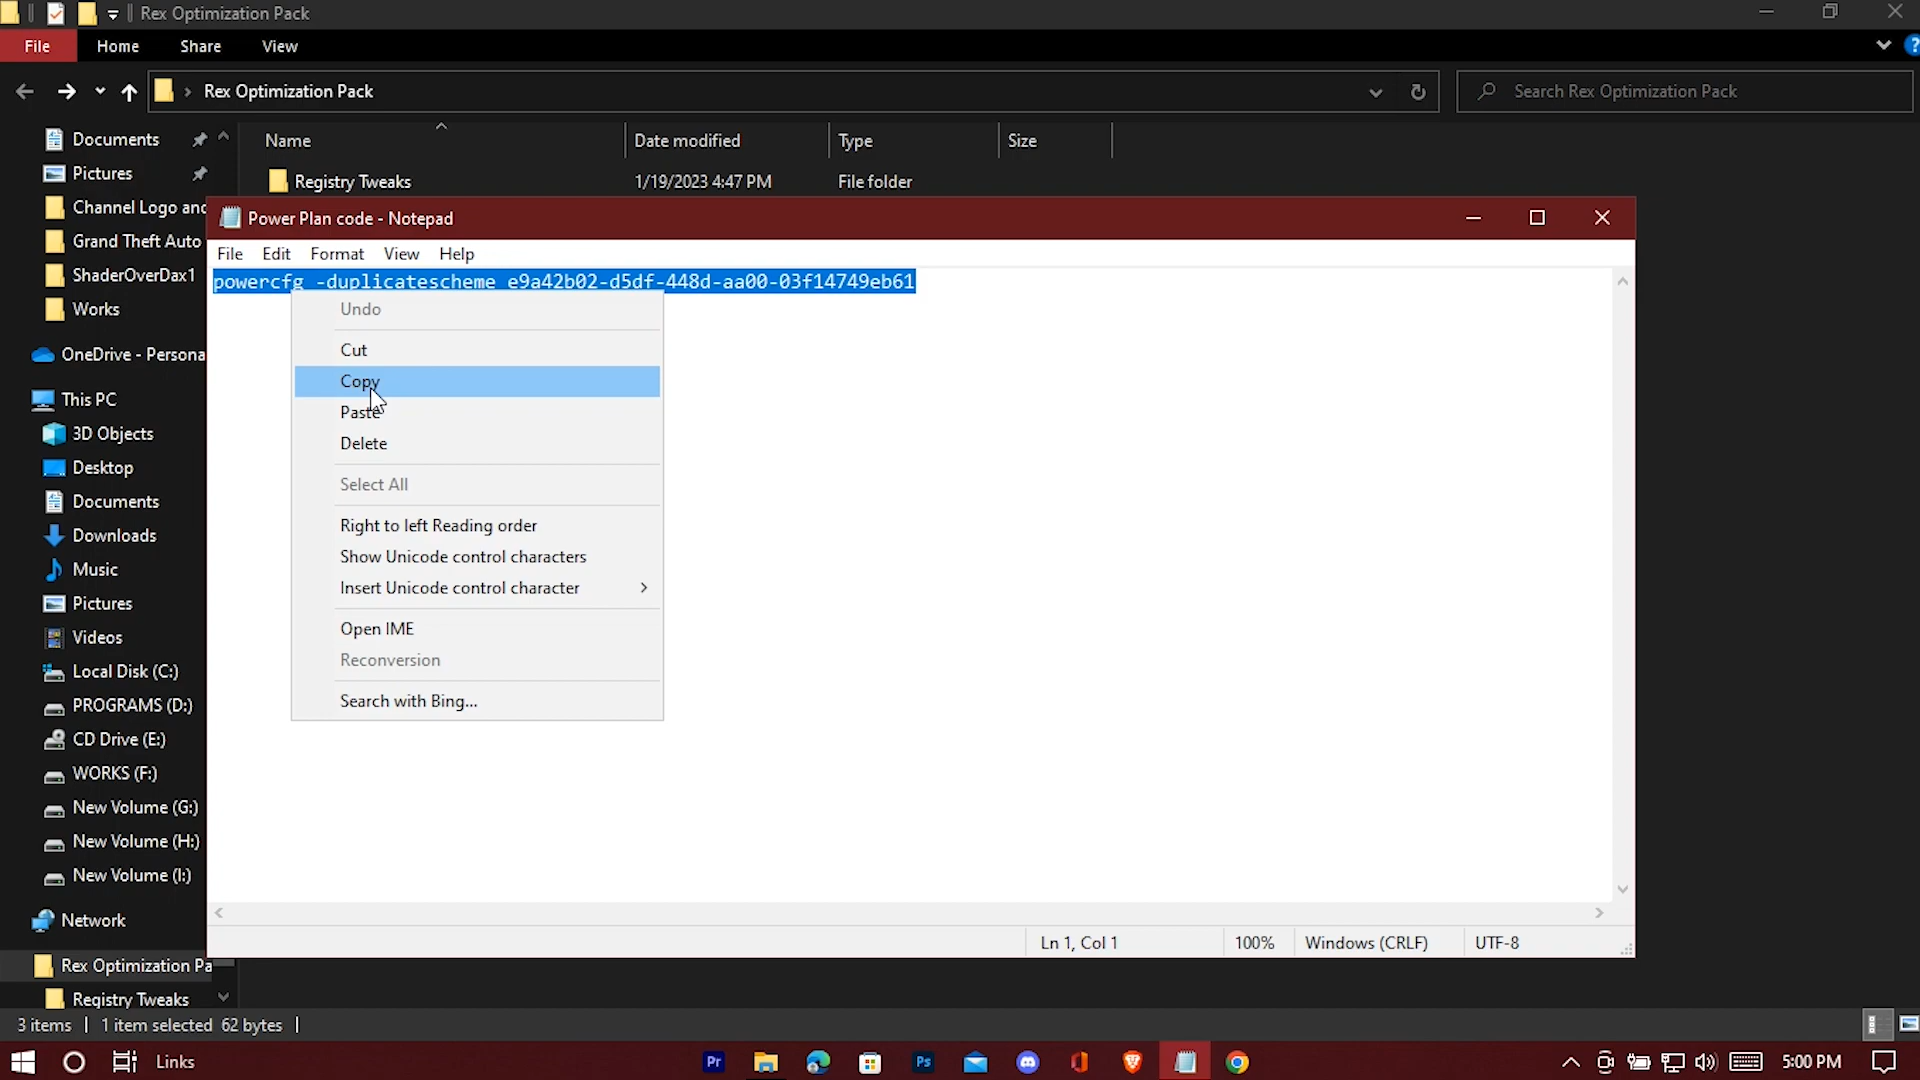 Rex Optimization Pack
File Home Share View
Rex Optimization Pack
Search Rex Optimization Pack
Name Date modified Type Size
Registry Tweaks 1/19/2023 4:47 PM File folder
Documents
Pictures
Channel Logo and
Grand Theft Auto
ShaderOverDax1
Works
OneDrive - Persona
This PC
3D Objects
Desktop
Documents
Downloads
Music
Pictures
Videos
Local Disk (C:)
PROGRAMS (D:)
CD Drive (E:)
WORKS (F:)
New Volume (G:)
New Volume (H:)
New Volume (I:)
Network
Rex Optimization Pa
Registry Tweaks
Power Plan code - Notepad
File Edit Format View Help
powercfg -duplicatescheme e9a42b02-d5df-448d-aa00-03f14749eb61
Undo
Cut
Copy
Paste
Delete
Select All
Right to left Reading order
Show Unicode control characters
Insert Unicode control character
Open IME
Reconversion
Search with Bing...
Ln 1, Col 1 100% Windows (CRLF) UTF-8
3 items 1 item selected 62 bytes
Links
Pr
Ps
5:00 PM